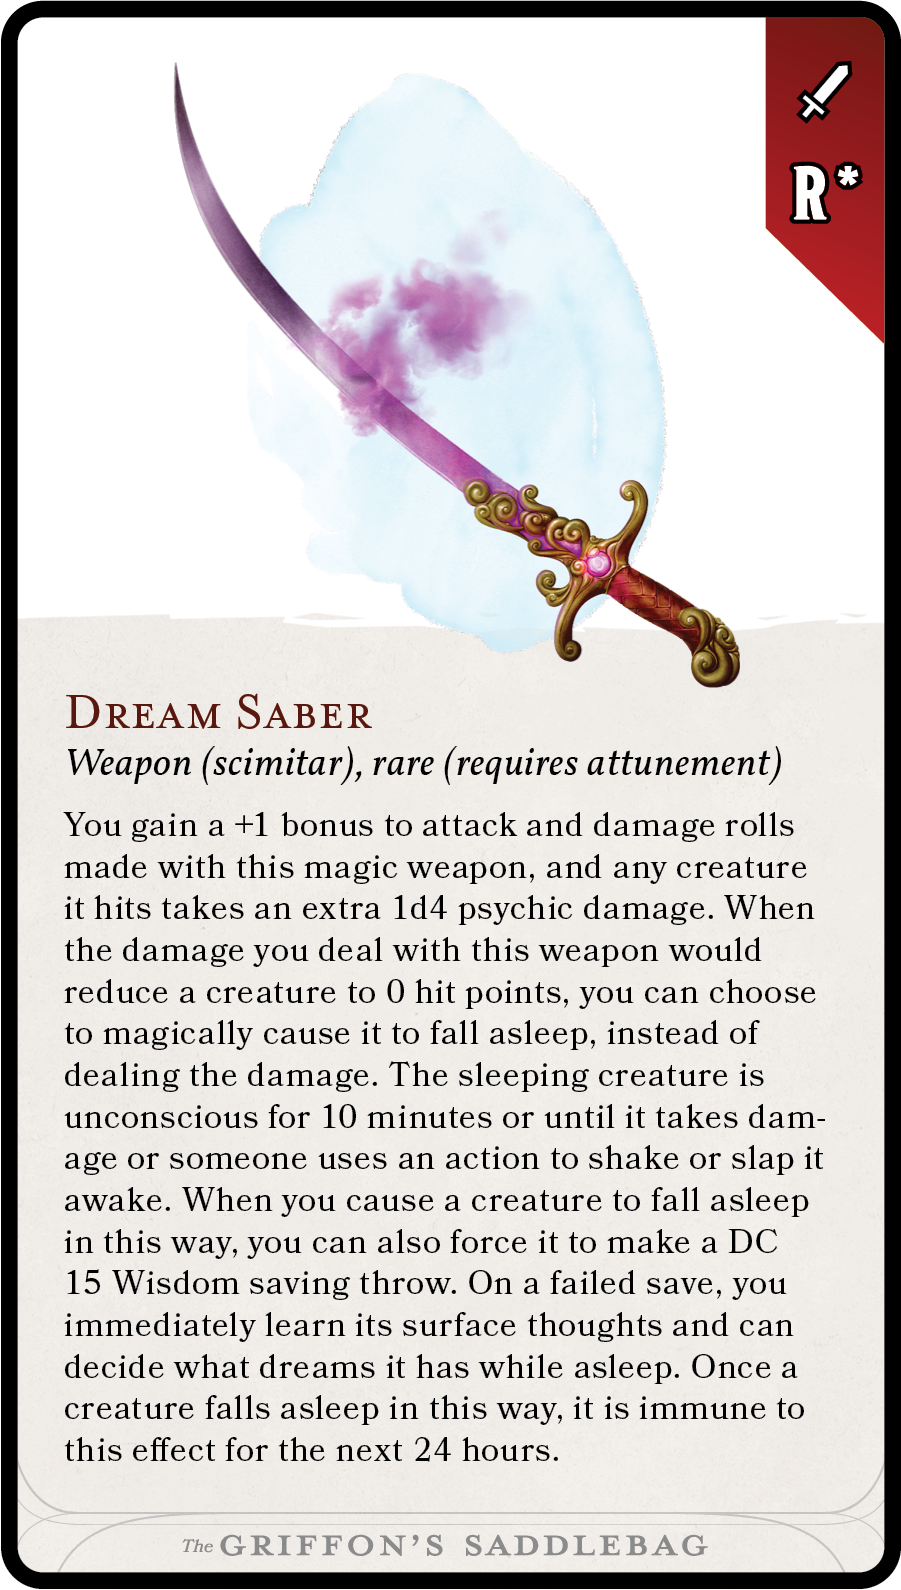 R*
Dream Saber
Weapon (scimitar), rare (requires attunement)
You gain a +1 bonus to attack and damage rolls
made with this magic weapon, and any creature
it hits takes an extra 1d4 psychic damage. When
the damage you deal with this weapon would
reduce a creature to 0 hit points, you can choose
to magically cause it to fall asleep, instead of
dealing the damage. The sleeping creature is
unconscious for 10 minutes or until it takes dam-
age or someone uses an action to shake or slap it
awake. When you cause a creature to fall asleep
in this way, you can also force it to make a DC
15 Wisdom saving throw. On a failed save, you
immediately learn its surface thoughts and can
decide what dreams it has while asleep. Once a
creature falls asleep in this way, it is immune to
this effect for the next 24 hours.
The GRIFFON'S SADDLEBAG